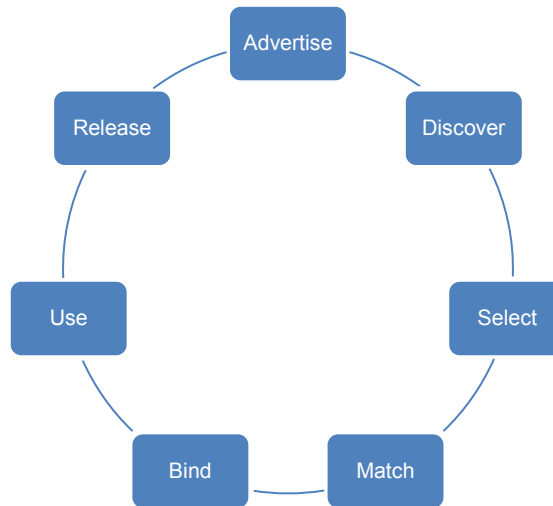 Advertise
Discover
Select
Match
Bind
Use
Release